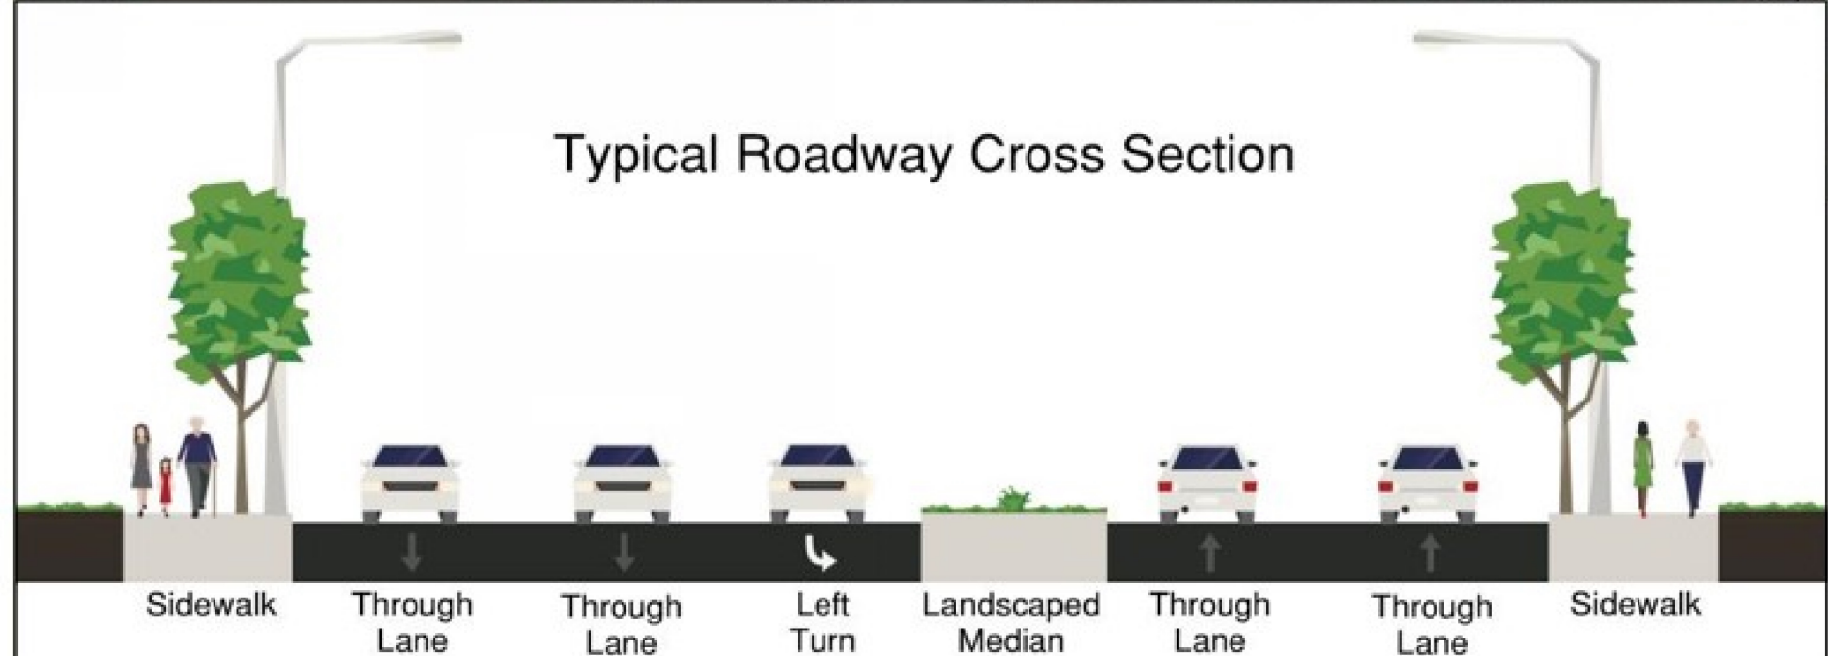 Typical Roadway Cross Section
Sidewalk
Through
Lane
Through
Lane
Left
Turn
Landscaped
Median
Through
Lane
Through
Lane
Sidewalk